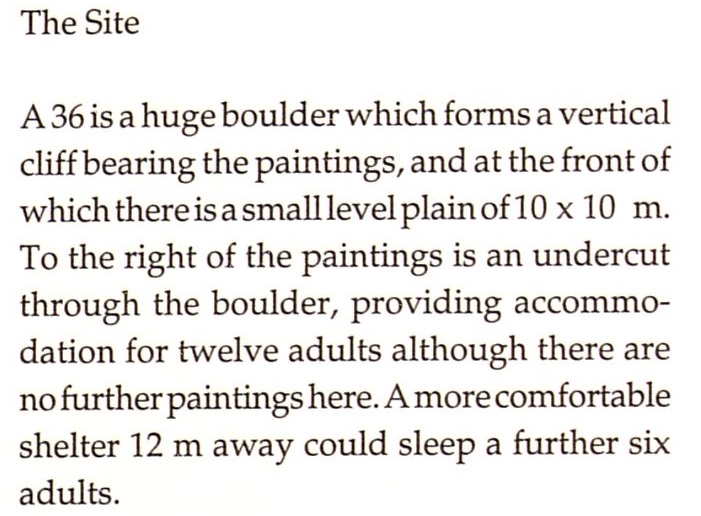 The Site
A 36 is a huge boulder which forms a vertical
cliff bearing the paintings, and at the front of
which there is a small level plain of 10 x 10 m.
To the right of the paintings is an undercut
through the boulder, providing accommo-
dation for twelve adults although there are
no further paintings here. A more comfortable
shelter 12 m away could sleep a further six
adults.